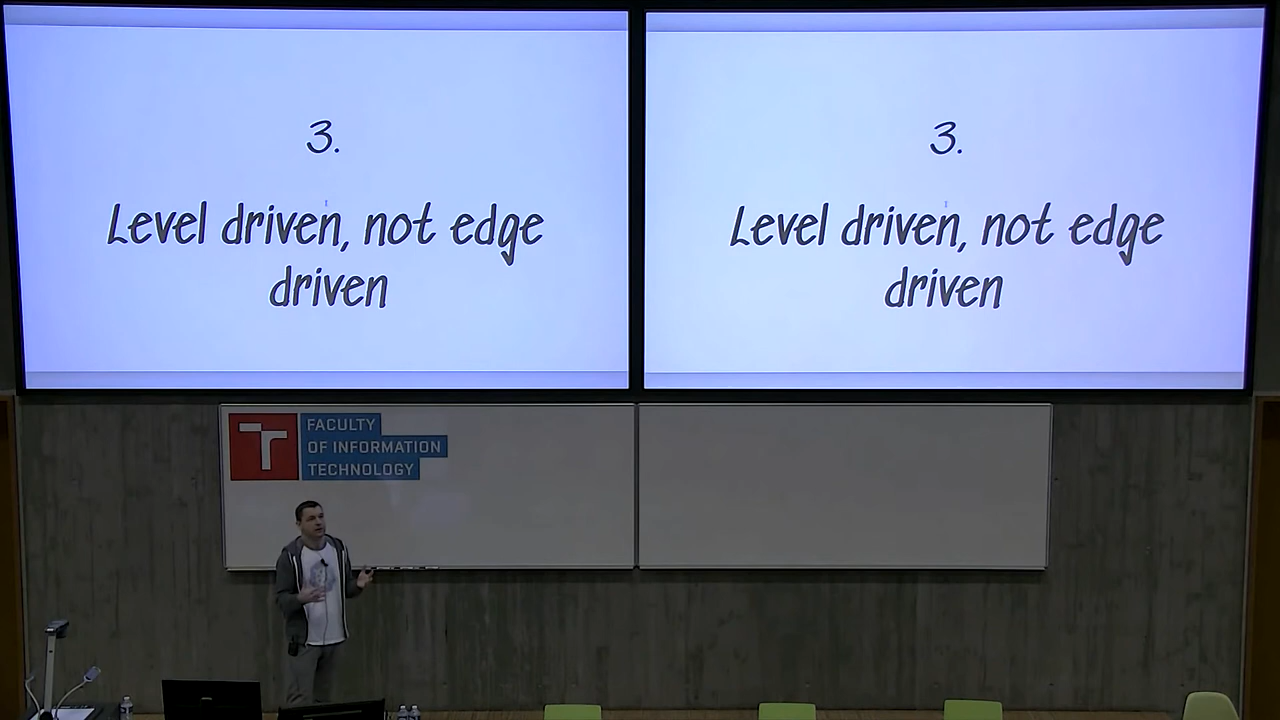 3.
Level driven, not edge
driven
3.
Level driven, not edge
driven
FACULTY
OF INFORMATION
TECHNOLOGY